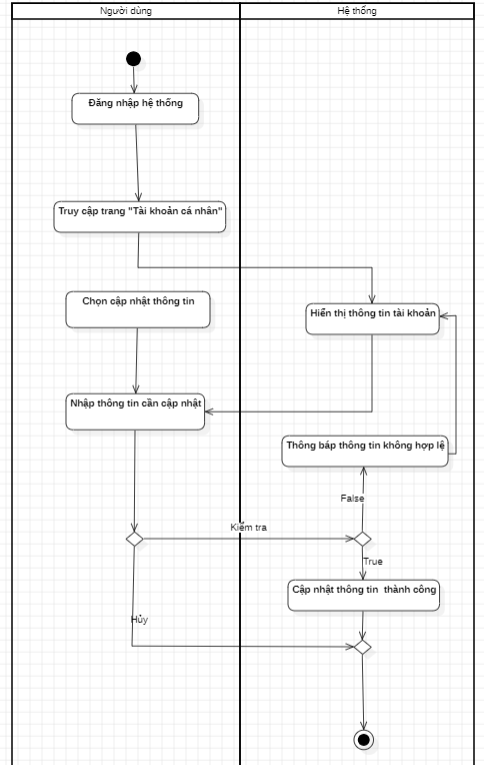 Người dùng
Hệ thống
Đăng nhập hệ thống
Truy cập trang "Tài khoản cá nhân"
Chọn cập nhật thông tin
Hiển thị thông tin tài khoản
Nhập thông tin cần cập nhật
Thông báp thông tin không hợp lệ
False
Kiểm tra
True
Cập nhật thông tin thành công
Hủy